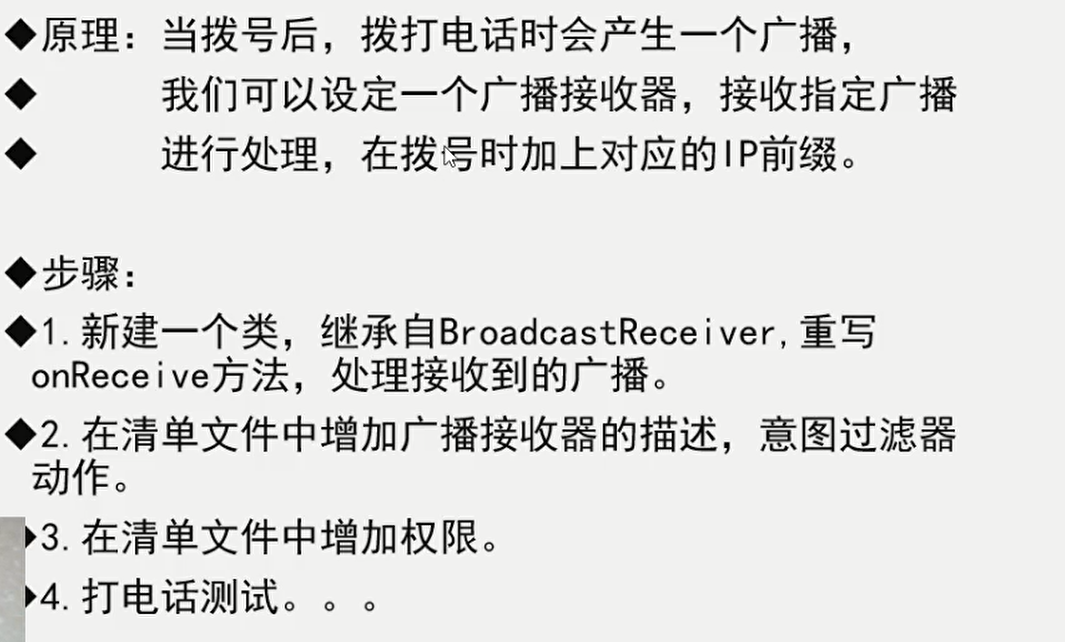 ◆原理：当拨号后，拨打电话时会产生一个广播，
◆ 我们可以设定一个广播接收器，接收指定广播
◆ 进行处理，在拨号时加上对应的IP前缀。
◆步骤：
◆1.新建一个类，继承自BroadcastReceiver,重写
onReceive方法，处理接收到的广播。
◆2.在清单文件中增加广播接收器的描述，意图过滤器
动作。
◆3.在清单文件中增加权限。
◆4.打电话测试。。。